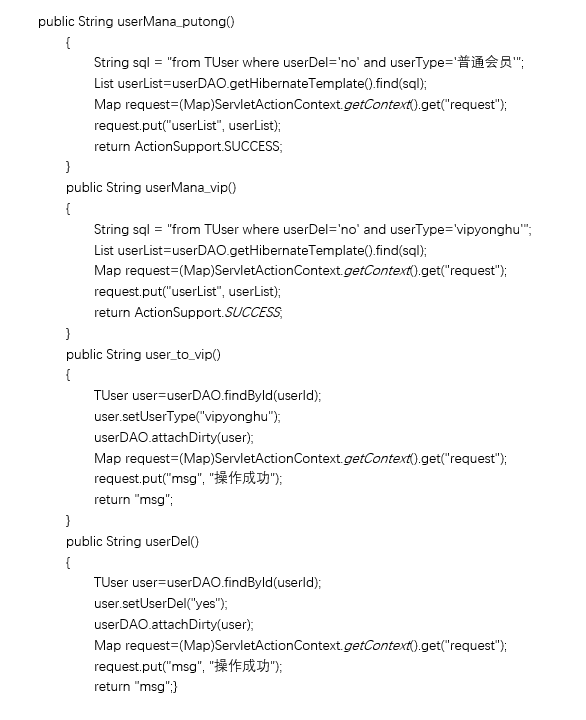 public String userMana_putong()
{
String sql = "from TUser where userDel='no' and userType='普通会员'";
List userList=userDAO.getHibernateTemplate().find(sql);
Map request=(Map)ServletActionContext.getContext().get("request");
request.put("userList", userList);
return ActionSupport.SUCCESS;
}
public String userMana_vip()
{
String sql = "from TUser where userDel='no' and userType='vipyonghu'";
List userList=userDAO.getHibernateTemplate().find(sql);
Map request=(Map)ServletActionContext.getContext().get("request");
request.put("userList", userList);
return ActionSupport.SUCCESS;
}
public String user_to_vip()
{
TUser user=userDAO.findById(userId);
user.setUserType("vipyonghu");
userDAO.attachDirty(user);
Map request=(Map)ServletActionContext.getContext().get("request");
request.put("msg", "操作成功");
return "msg";
}
public String userDel()
{
TUser user=userDAO.findById(userId);
user.setUserDel("yes");
userDAO.attachDirty(user);
Map request=(Map)ServletActionContext.getContext().get("request");
request.put("msg", "操作成功");
return "msg";}